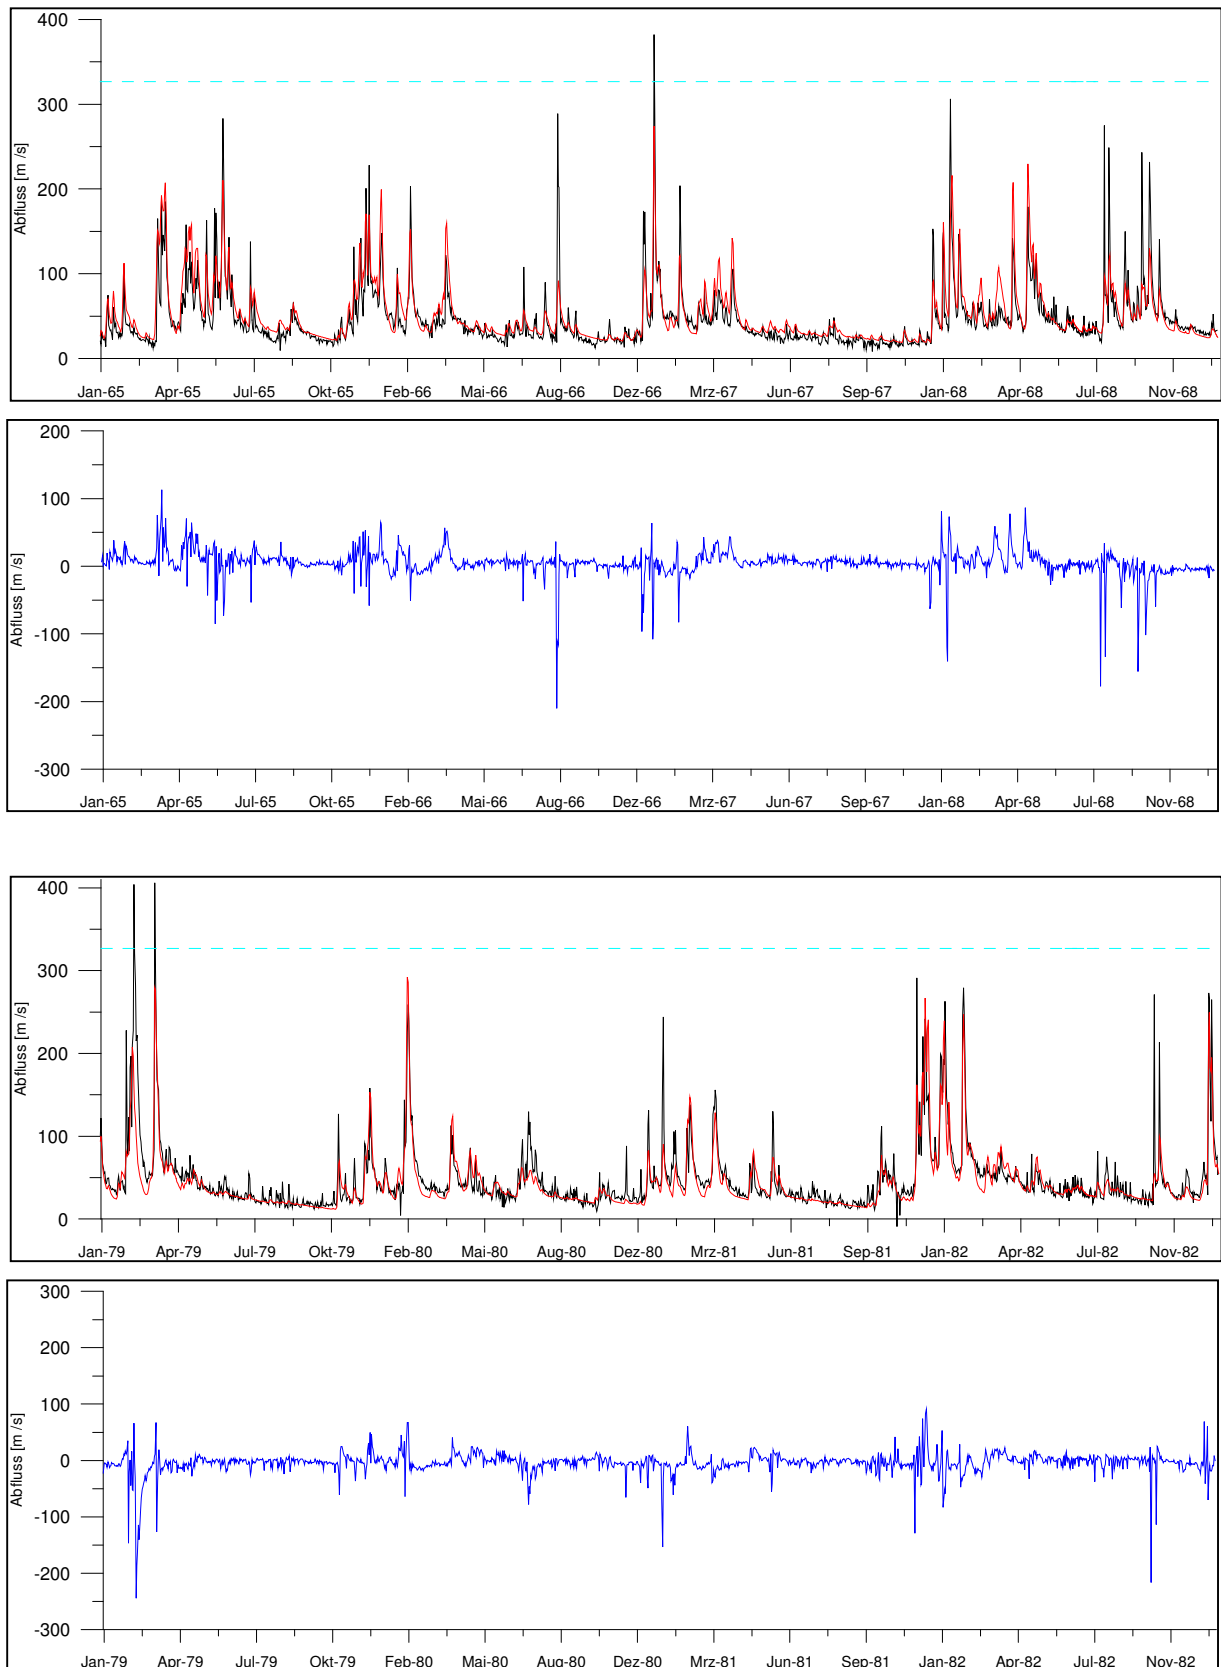 400
300
200
100
0
Abfluss [m /s]
Jan-65 Apr-65 Jul-65 Okt-65 Feb-66 Mai-66 Aug-66 Dez-66 Mrz-67 Jun-67 Sep-67 Jan-68 Apr-68 Jul-68 Nov-68
200
100
0
-100
-200
-300
Abfluss [m /s]
Jan-65 Apr-65 Jul-65 Okt-65 Feb-66 Mai-66 Aug-66 Dez-66 Mrz-67 Jun-67 Sep-67 Jan-68 Apr-68 Jul-68 Nov-68
400
300
200
100
0
Abfluss [m /s]
Jan-79 Apr-79 Jul-79 Okt-79 Feb-80 Mai-80 Aug-80 Dez-80 Mrz-81 Jun-81 Sep-81 Jan-82 Apr-82 Jul-82 Nov-82
300
200
100
0
-100
-200
-300
Abfluss [m /s]
Jan-79 Apr-79 Jul-79 Okt-79 Feb-80 Mai-80 Aug-80 Dez-80 Mrz-81 Jun-81 Sep-81 Jan-82 Apr-82 Jul-82 Nov-82